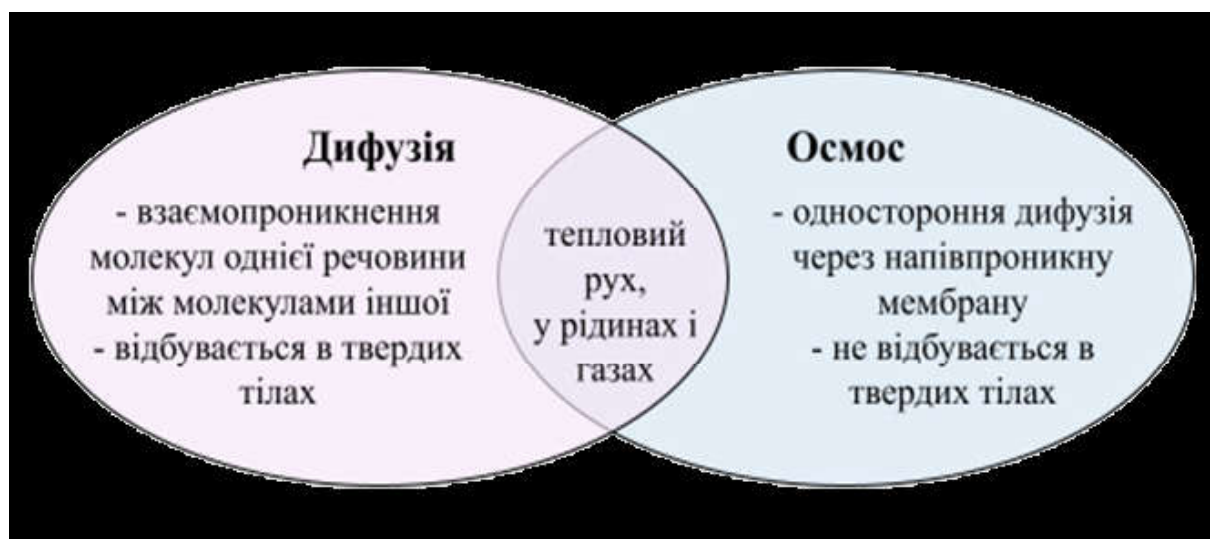 Дифузія
- взаємопроникнення
молекул однієї речовини
між молекулами іншої
- відбувається в твердих
тілах
тепловий
рух,
у рідинах і
газах
Осмос
- одностороння дифузія
через напівпроникну
мембрану
- не відбувається в
твердих тілах